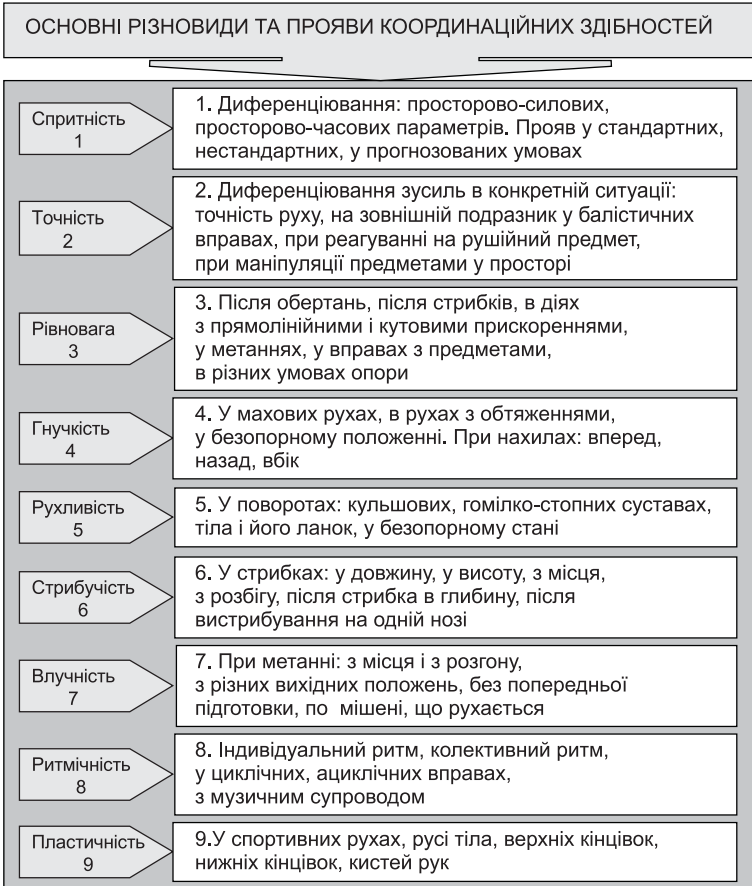 ОСНОВНІ РІЗНОВИДИ ТА ПРОЯВИ КООРДИНАЦІЙНИХ ЗДІБНОСТЕЙ
Спритність
1
1. Диференціювання: просторово-силових,
просторово-часових параметрів. Прояв у стандартних,
нестандартних, у прогнозованих умовах
Точність
2
2. Диференціювання зусиль в конкретній ситуації:
точність руху, на зовнішній подразник у балістичних
вправах, при реагуванні на рушійний предмет,
при маніпуляції предметами у просторі
Рівновага
3
3. Після обертань, після стрибків, в діях
з прямолінійними і кутовими прискореннями,
у метаннях, у вправах з предметами,
в різних умовах опори
Гнучкість
4
4. У махових рухах, в рухах з обтяженнями,
у безопорному положенні. При нахилах: вперед,
назад, вбік
Рухливість
5
5. У поворотах: кульшових, гомілко-стопних суставах,
тіла і його ланок, у безопорному стані
Стрибучість
6
6. У стрибках: у довжину, у висоту, з місця,
з розбігу, після стрибка в глибину, після
вистрибування на одній нозі
Влучність
7
7. При метанні: з місця і з розгону,
з різних вихідних положень, без попередньої
підготовки, по мішені, що рухається
Ритмічність
8
8. Індивідуальний ритм, колективний ритм,
у циклічних, ациклічних вправах,
з музичним супроводом
Пластичність
9
9.У спортивних рухах, русі тіла, верхніх кінцівок,
нижніх кінцівок, кистей рук